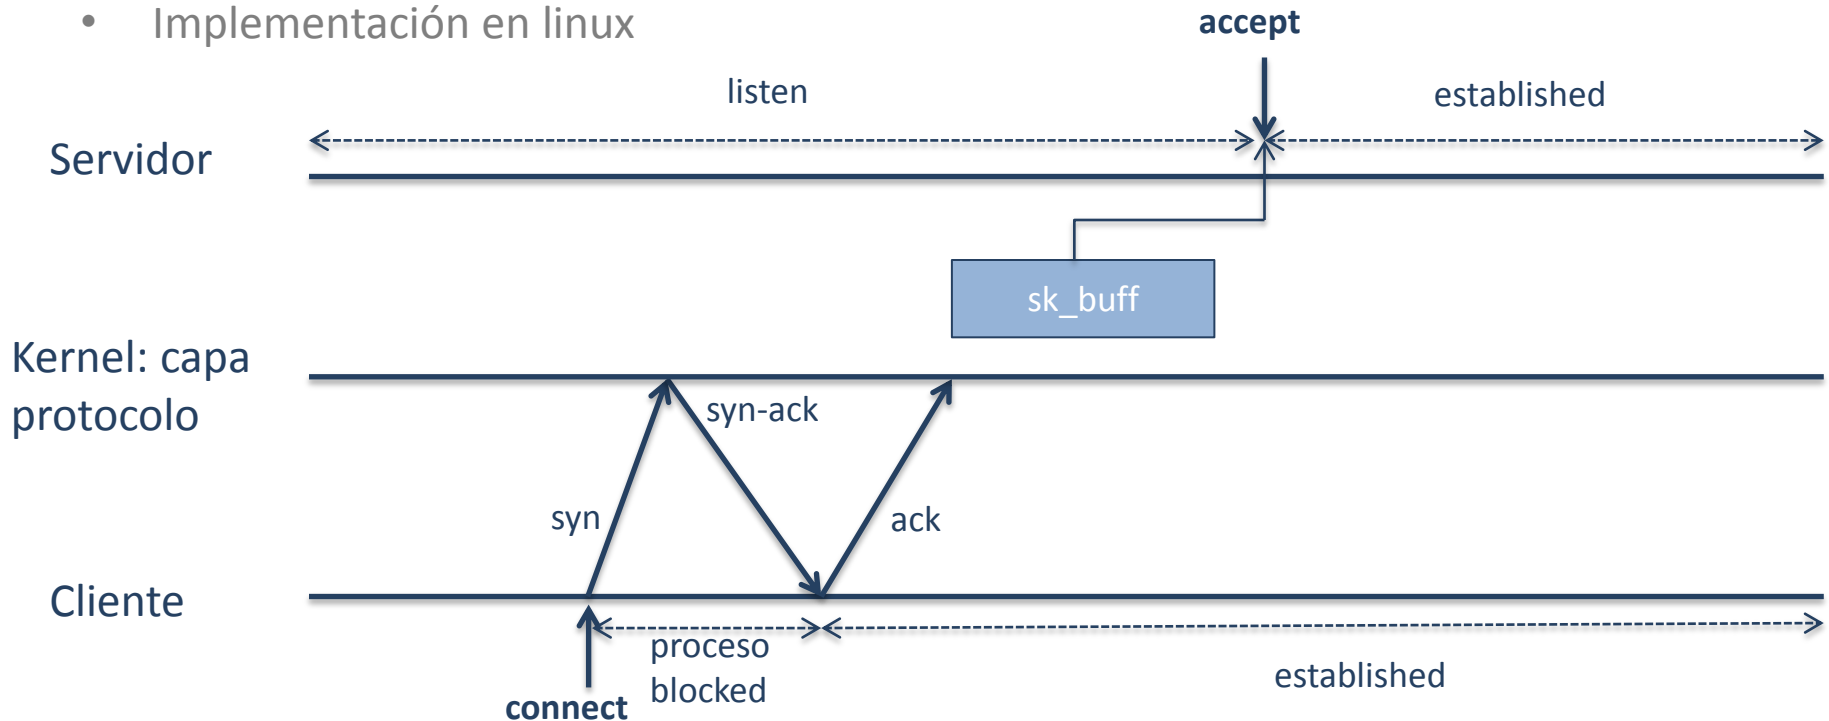 • Implementación en linux
accept
listen
established
Servidor
sk_buff
Kernel: capa
protocolo
syn-ack
syn
ack
Cliente
proceso
blocked
established
connect